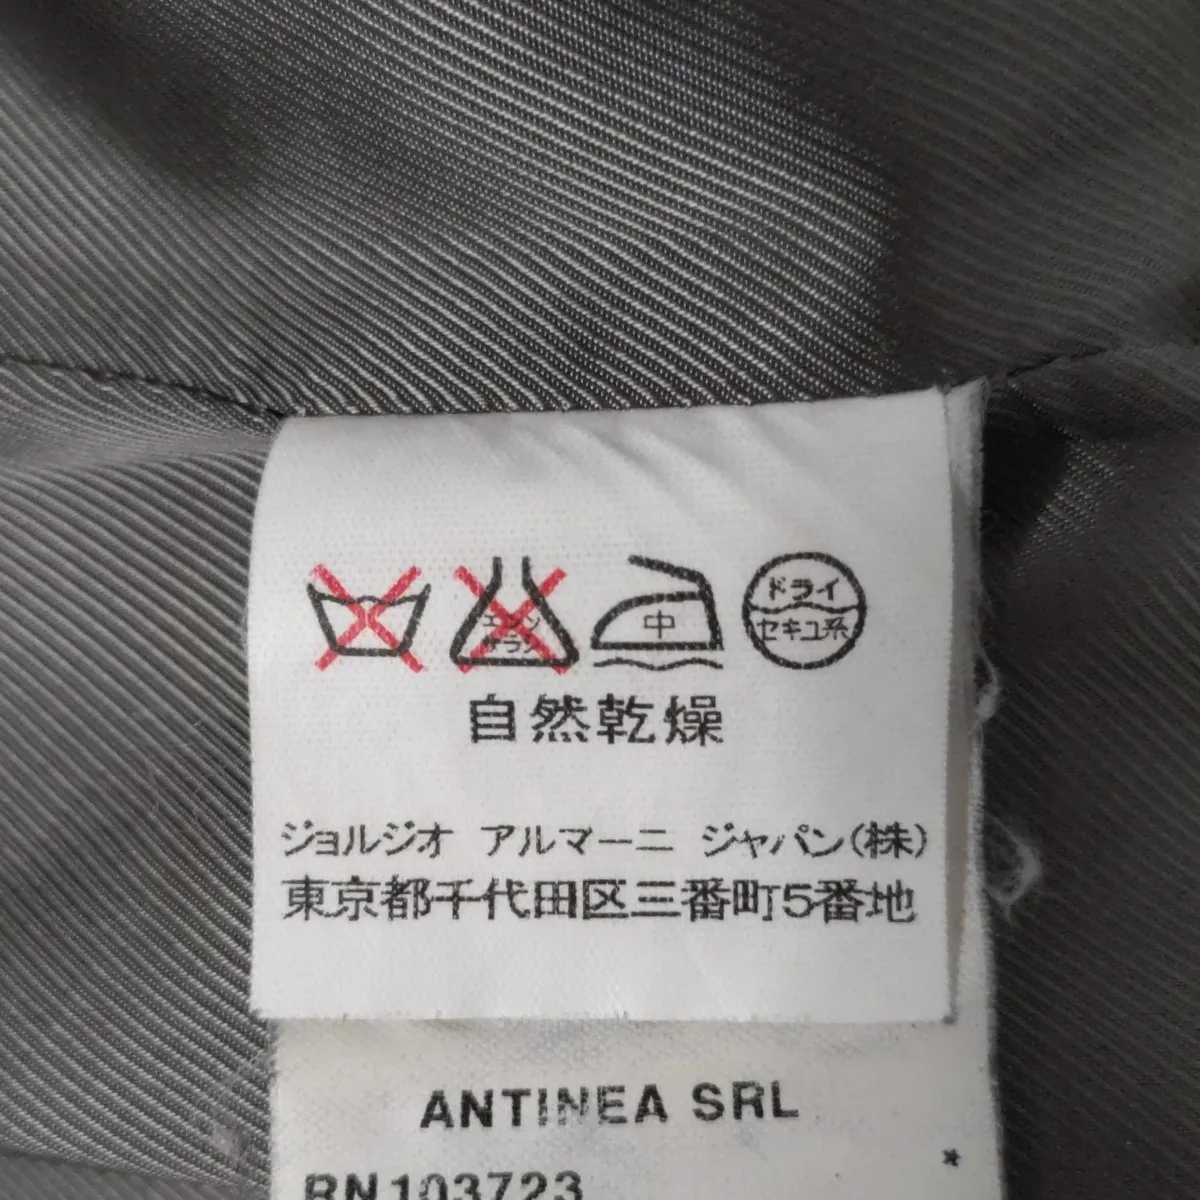 エンソ
サラシ
中
ドライ
セキユ系
自然乾燥
ジョルジオ アルマーニ ジャパン(株)
東京都千代田区三番町5番地
ANTINEA SRL
*
RN103723